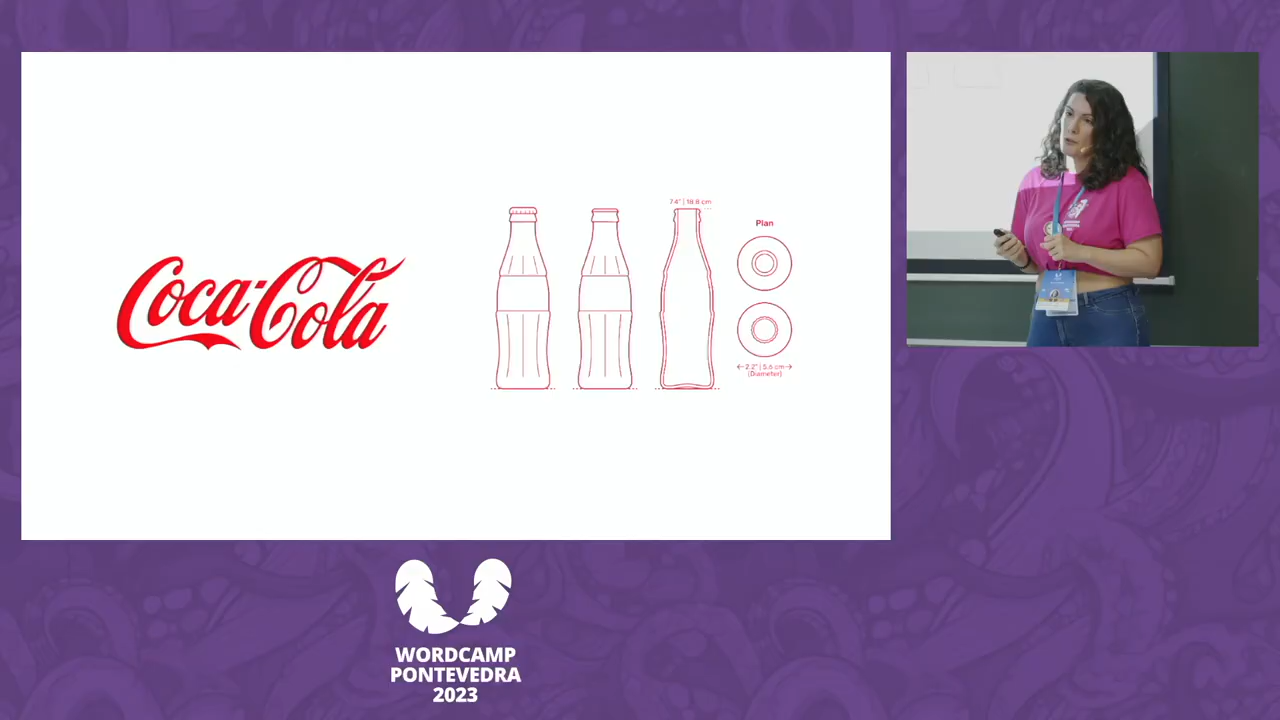 Coca-Cola
7.4" | 18.8 cm
Plan
2.2" | 5.6 cm
(Diameter)
WORDCAMP
PONTEVEDRA
2023